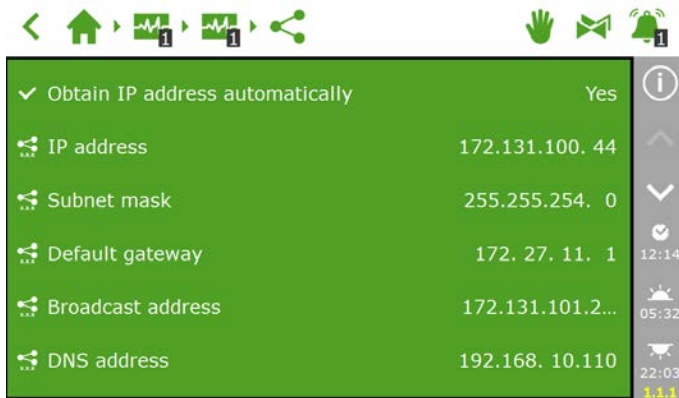 1
1
1
Obtain IP address automatically Yes
IP address 172.131.100. 44
Subnet mask 255.255.254.  0
Default gateway 172. 27. 11.  1
Broadcast address 172.131.101.2...
DNS address 192.168. 10.110
12:14
05:32
22:03
1.1.1